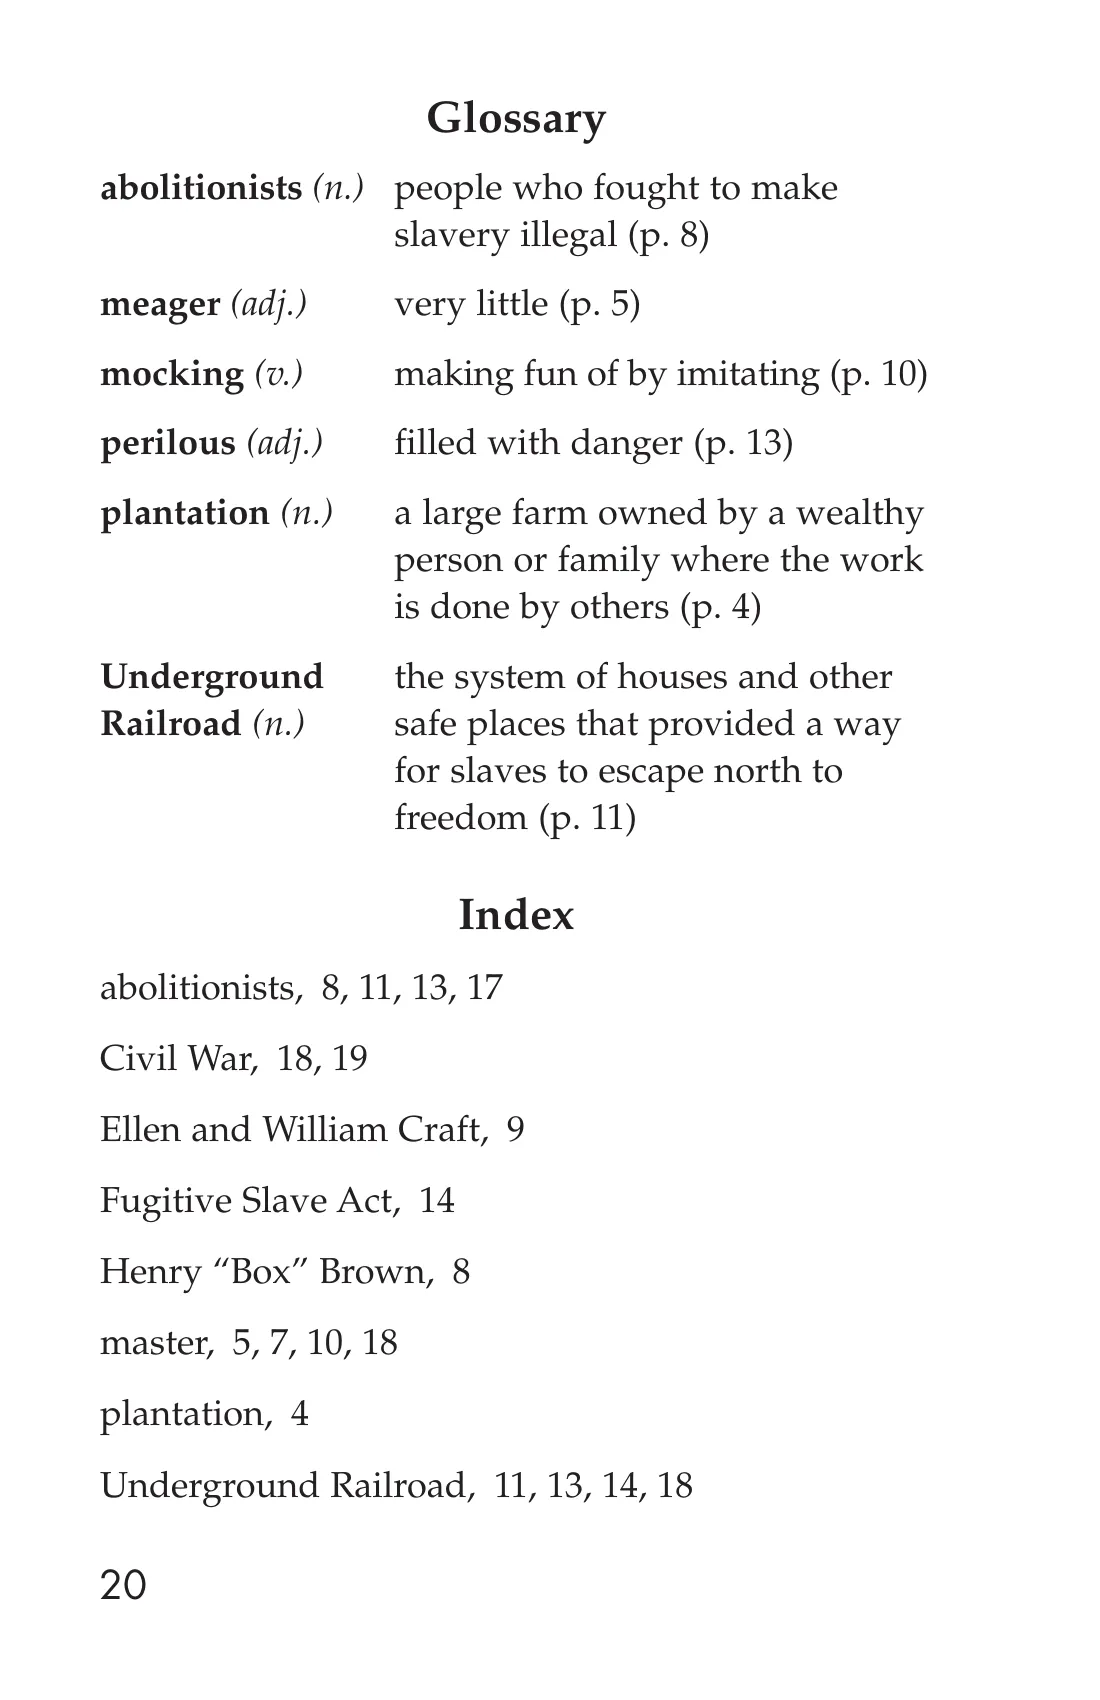 Glossary
abolitionists (n.) people who fought to make
slavery illegal (p. 8)
meager (adj.) very little (p. 5)
mocking (v.) making fun of by imitating (p. 10)
perilous (adj.) filled with danger (p. 13)
plantation (n.) a large farm owned by a wealthy
person or family where the work
is done by others (p. 4)
Underground the system of houses and other
Railroad (n.) safe places that provided a way
for slaves to escape north to
freedom (p. 11)
Index
abolitionists, 8, 11, 13, 17
Civil War, 18, 19
Ellen and William Craft, 9
Fugitive Slave Act, 14
Henry “Box” Brown, 8
master, 5, 7, 10, 18
plantation, 4
Underground Railroad, 11, 13, 14, 18
20